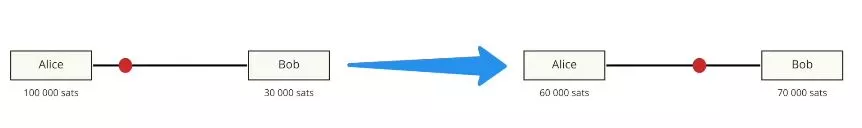 Alice Bob Alice Bob
100 000 sats 30 000 sats 60 000 sats 70 000 sats